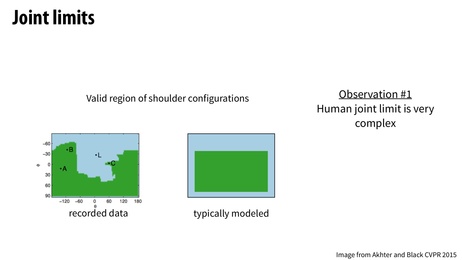 Joint limits
Valid region of shoulder configurations
Observation #1
Human joint limit is very
complex
-60
-30
0
30
60
90
B
L
A
C
-120 -60 0 60 120 180
θ
recorded data
typically modeled
Image from Akhter and Black CVPR 2015